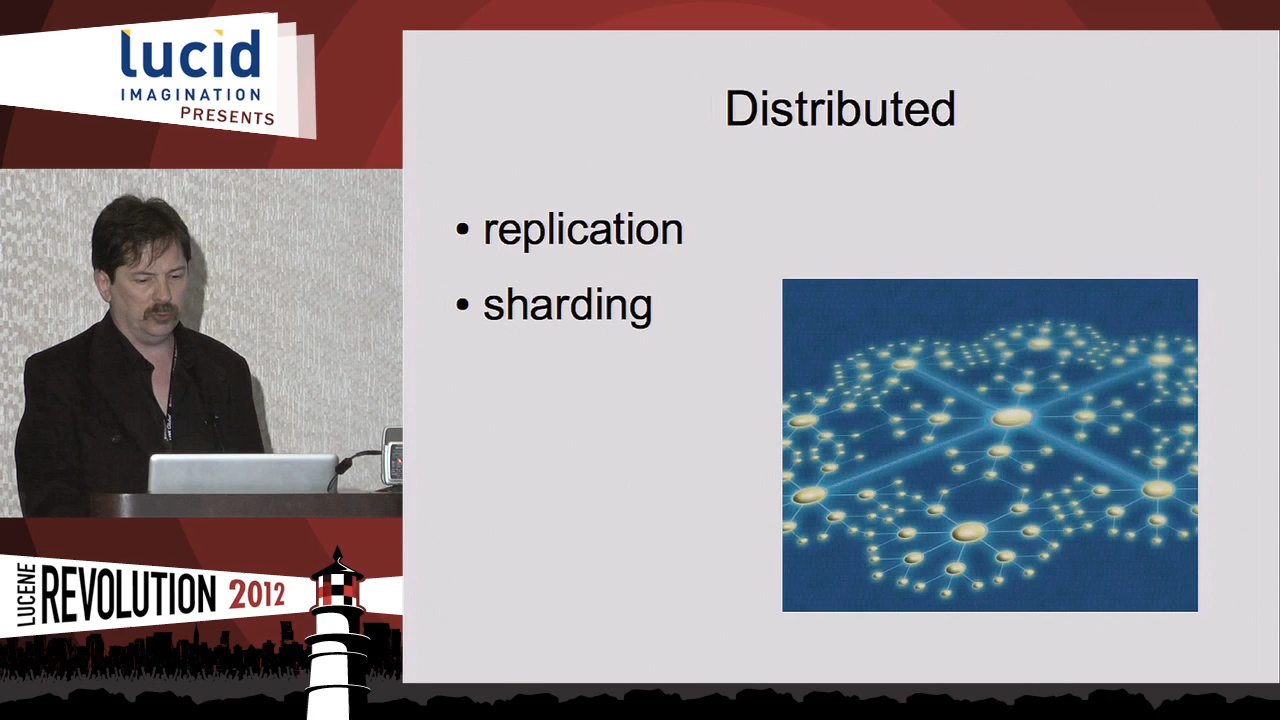 lucid
IMAGINATION
PRESENTS
Distributed
• replication
• sharding
LUCENE
REVOLUTION 2012